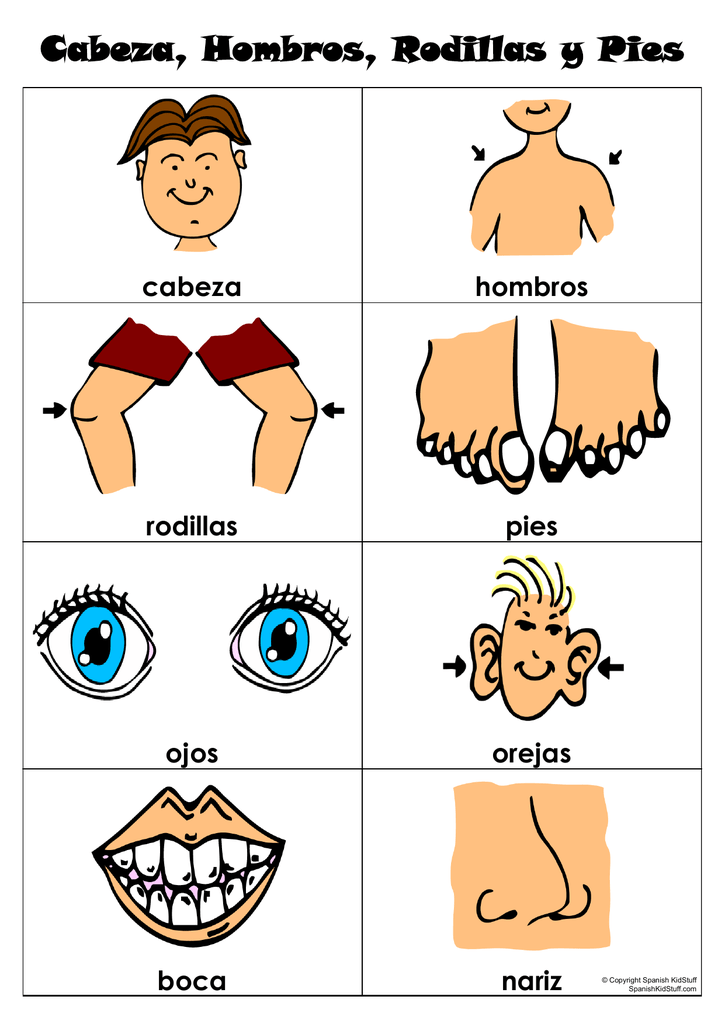 Cabeza, Hombros, Rodillas y Pies
cabeza
hombros
rodillas
pies
ojos
orejas
boca
nariz
© Copyright Spanish KidStuff
SpanishKidStuff.com